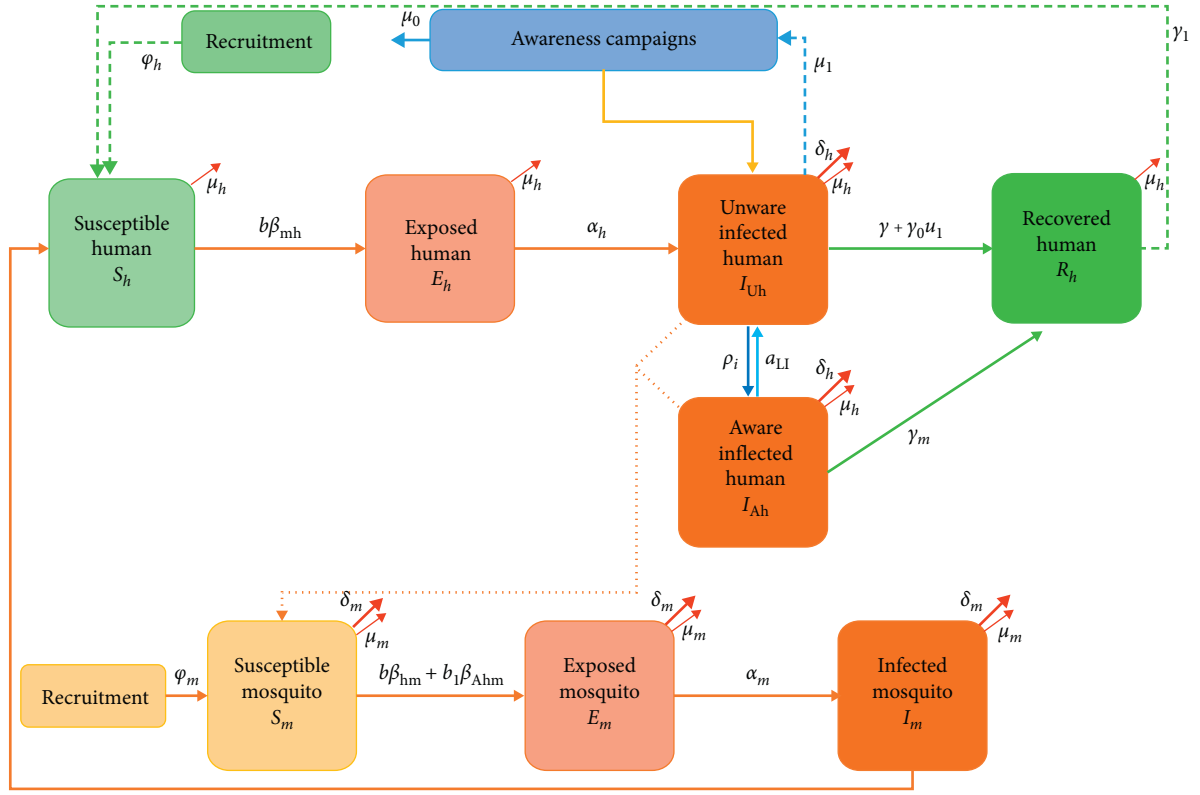 μ0
γ1
Recruitment
Awareness campaigns
φh
μ1
δh
μh
μh
μh
μh
Susceptible
human
Sh
bβmh
Exposed
human
Eh
αh
Unware
infected
human
IUh
γ + γ0u1
Recovered
human
Rh
ρi
aLI
δh
μh
Aware
inflected
human
IAh
γm
δm
μm
δm
μm
δm
μm
Recruitment
φm
Susceptible
mosquito
Sm
bβhm + b1βAhm
Exposed
mosquito
Em
αm
Infected
mosquito
Im